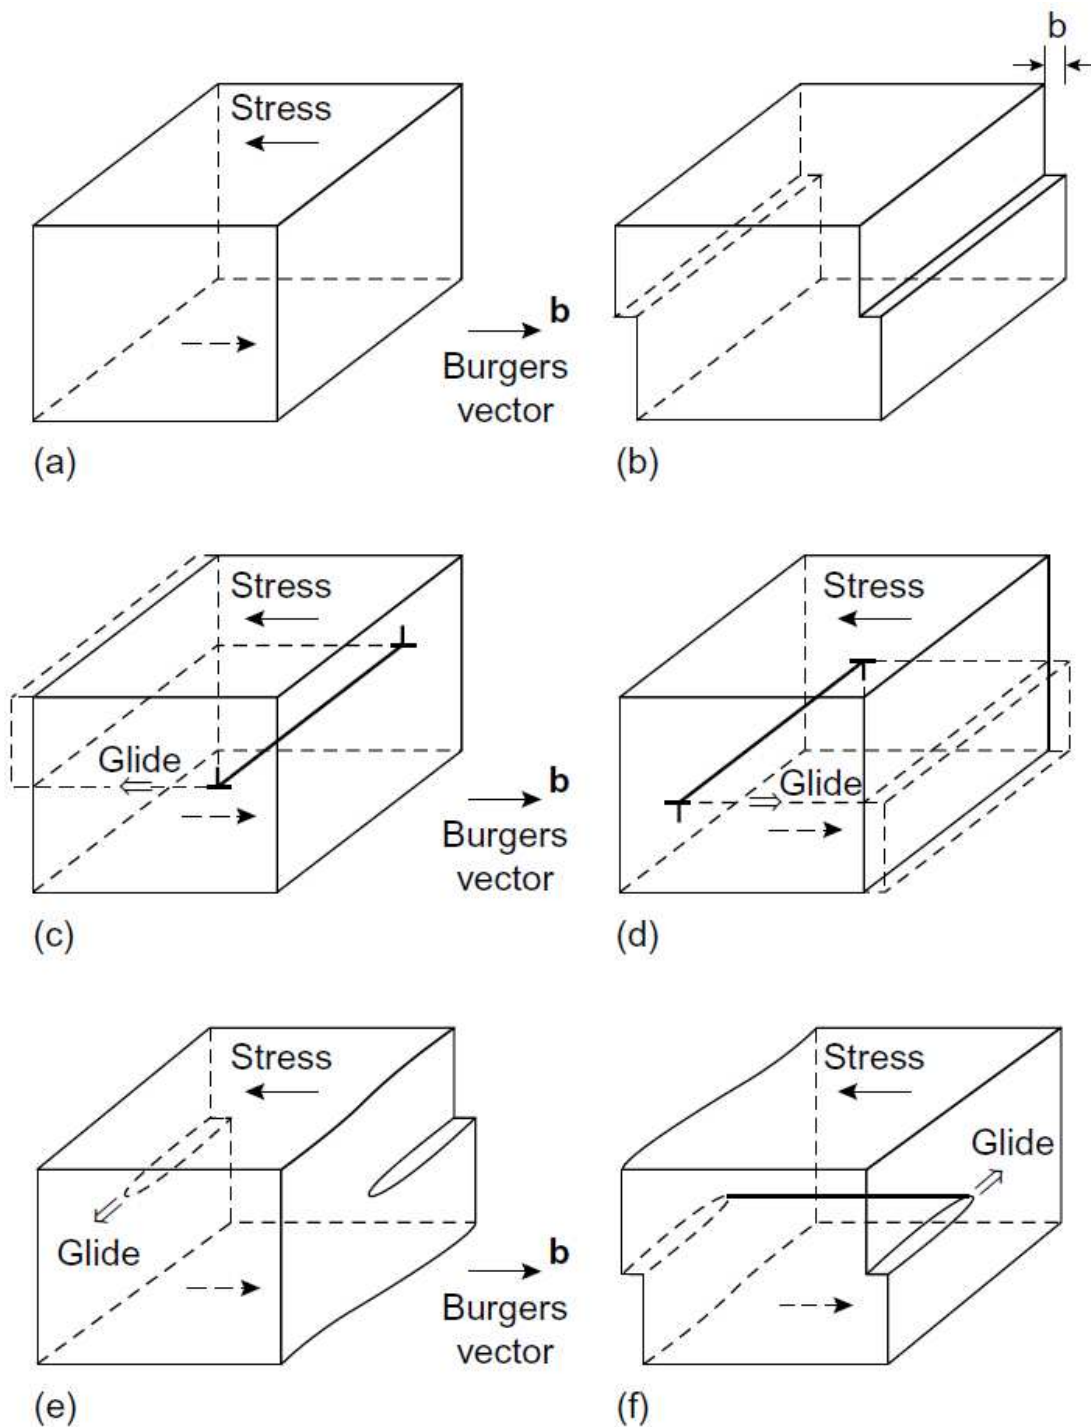 b
Stress
b
Burgers
vector
(a)
(b)
Stress
Glide
b
Burgers
vector
Stress
Glide
(c)
(d)
Stress
Glide
b
Burgers
vector
Stress
Glide
(e)
(f)